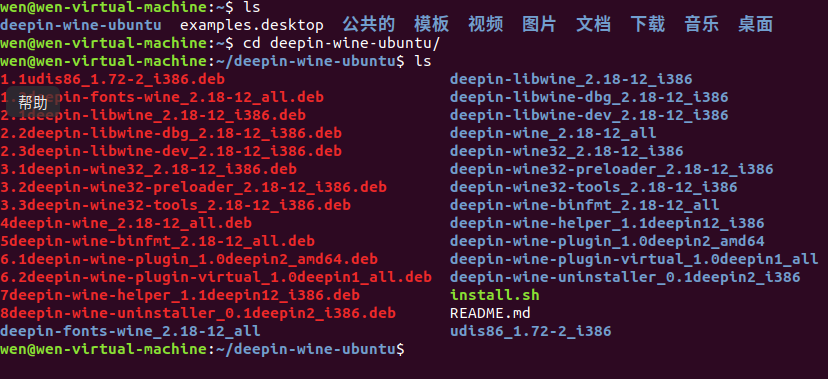 wen@wen-virtual-machine:~$ ls
deepin-wine-ubuntu  examples.desktop  公共的  模板  视频  图片  文档  下载  音乐  桌面
wen@wen-virtual-machine:~$ cd deepin-wine-ubuntu/
wen@wen-virtual-machine:~/deepin-wine-ubuntu$ ls
1.1udis86_1.72-2_i386.deb  deepin-libwine_2.18-12_i386
deepin-fonts-wine_2.18-12_all.deb  deepin-libwine-dbg_2.18-12_i386
帮助
deepin-libwine_2.18-12_i386.deb  deepin-libwine-dev_2.18-12_i386
2.2deepin-libwine-dbg_2.18-12_i386.deb  deepin-wine_2.18-12_all
2.3deepin-libwine-dev_2.18-12_i386.deb  deepin-wine32_2.18-12_i386
3.1deepin-wine32_2.18-12_i386.deb  deepin-wine32-preloader_2.18-12_i386
3.2deepin-wine32-preloader_2.18-12_i386.deb  deepin-wine32-tools_2.18-12_i386
3.3deepin-wine32-tools_2.18-12_i386.deb  deepin-wine-binfmt_2.18-12_all
4deepin-wine_2.18-12_all.deb  deepin-wine-helper_1.1deepin12_i386
5deepin-wine-binfmt_2.18-12_all.deb  deepin-wine-plugin_1.0deepin2_amd64
6.1deepin-wine-plugin_1.0deepin2_amd64.deb  deepin-wine-plugin-virtual_1.0deepin1_all
6.2deepin-wine-plugin-virtual_1.0deepin1_all.deb  deepin-wine-uninstaller_0.1deepin2_i386
7deepin-wine-helper_1.1deepin12_i386.deb  install.sh
8deepin-wine-uninstaller_0.1deepin2_i386.deb  README.md
deepin-fonts-wine_2.18-12_all  udis86_1.72-2_i386
wen@wen-virtual-machine:~/deepin-wine-ubuntu$